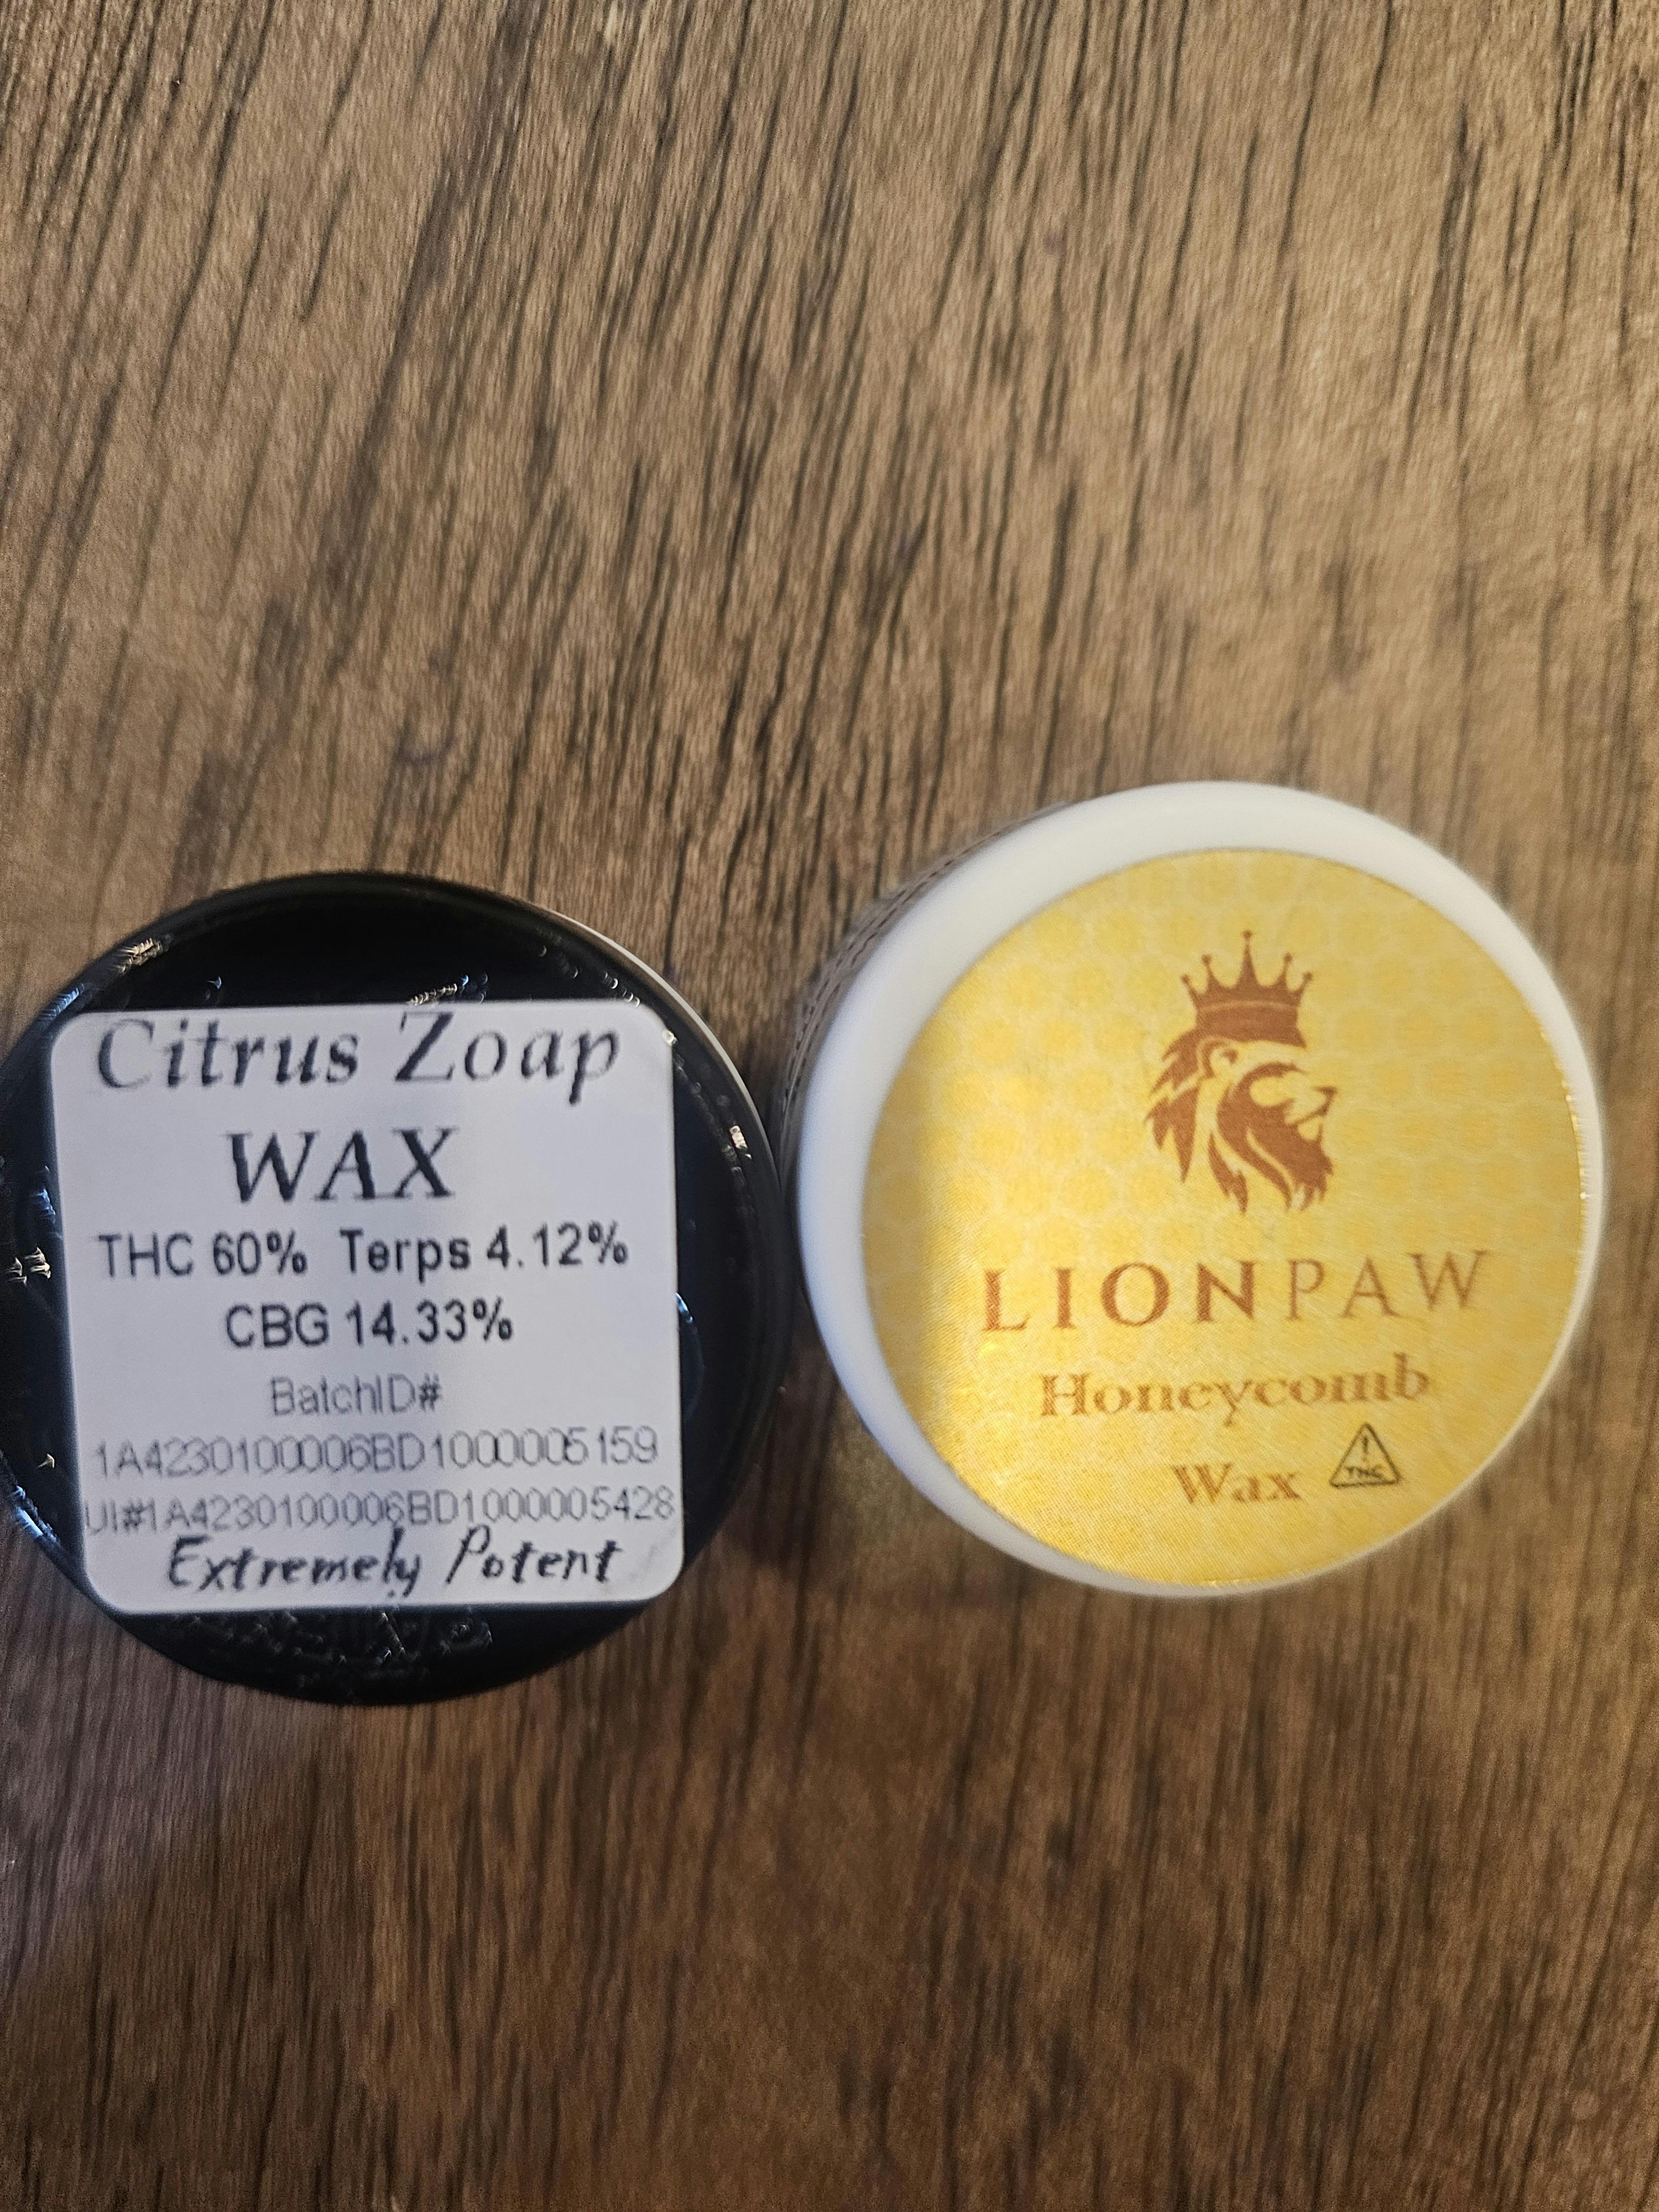 Citrus Zoap
WAX
THC 60% Terps 4.12%
CBG 14.33%
BatchID#
1A4230100006BD1000005159
UI#1A4230100006BD1000005428
Extremely Potent
LIONPAW
Honeycomb
Wax
!
THC